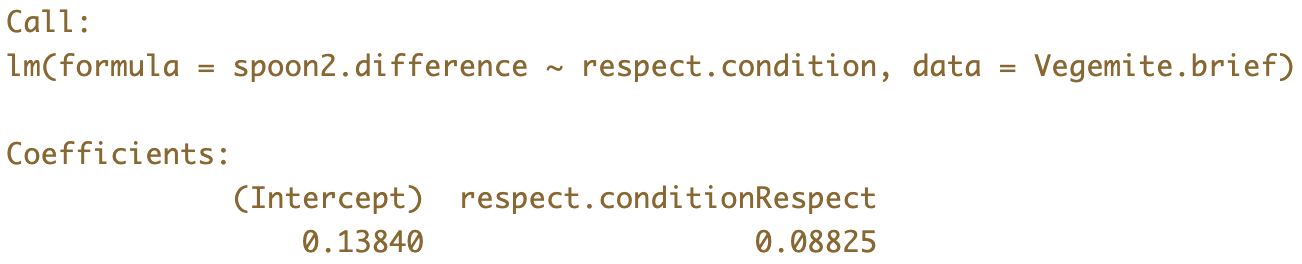 Call:
lm(formula = spoon2.difference ~ respect.condition, data = Vegemite.brief)
Coefficients:
(Intercept) respect.conditionRespect
0.13840 0.08825